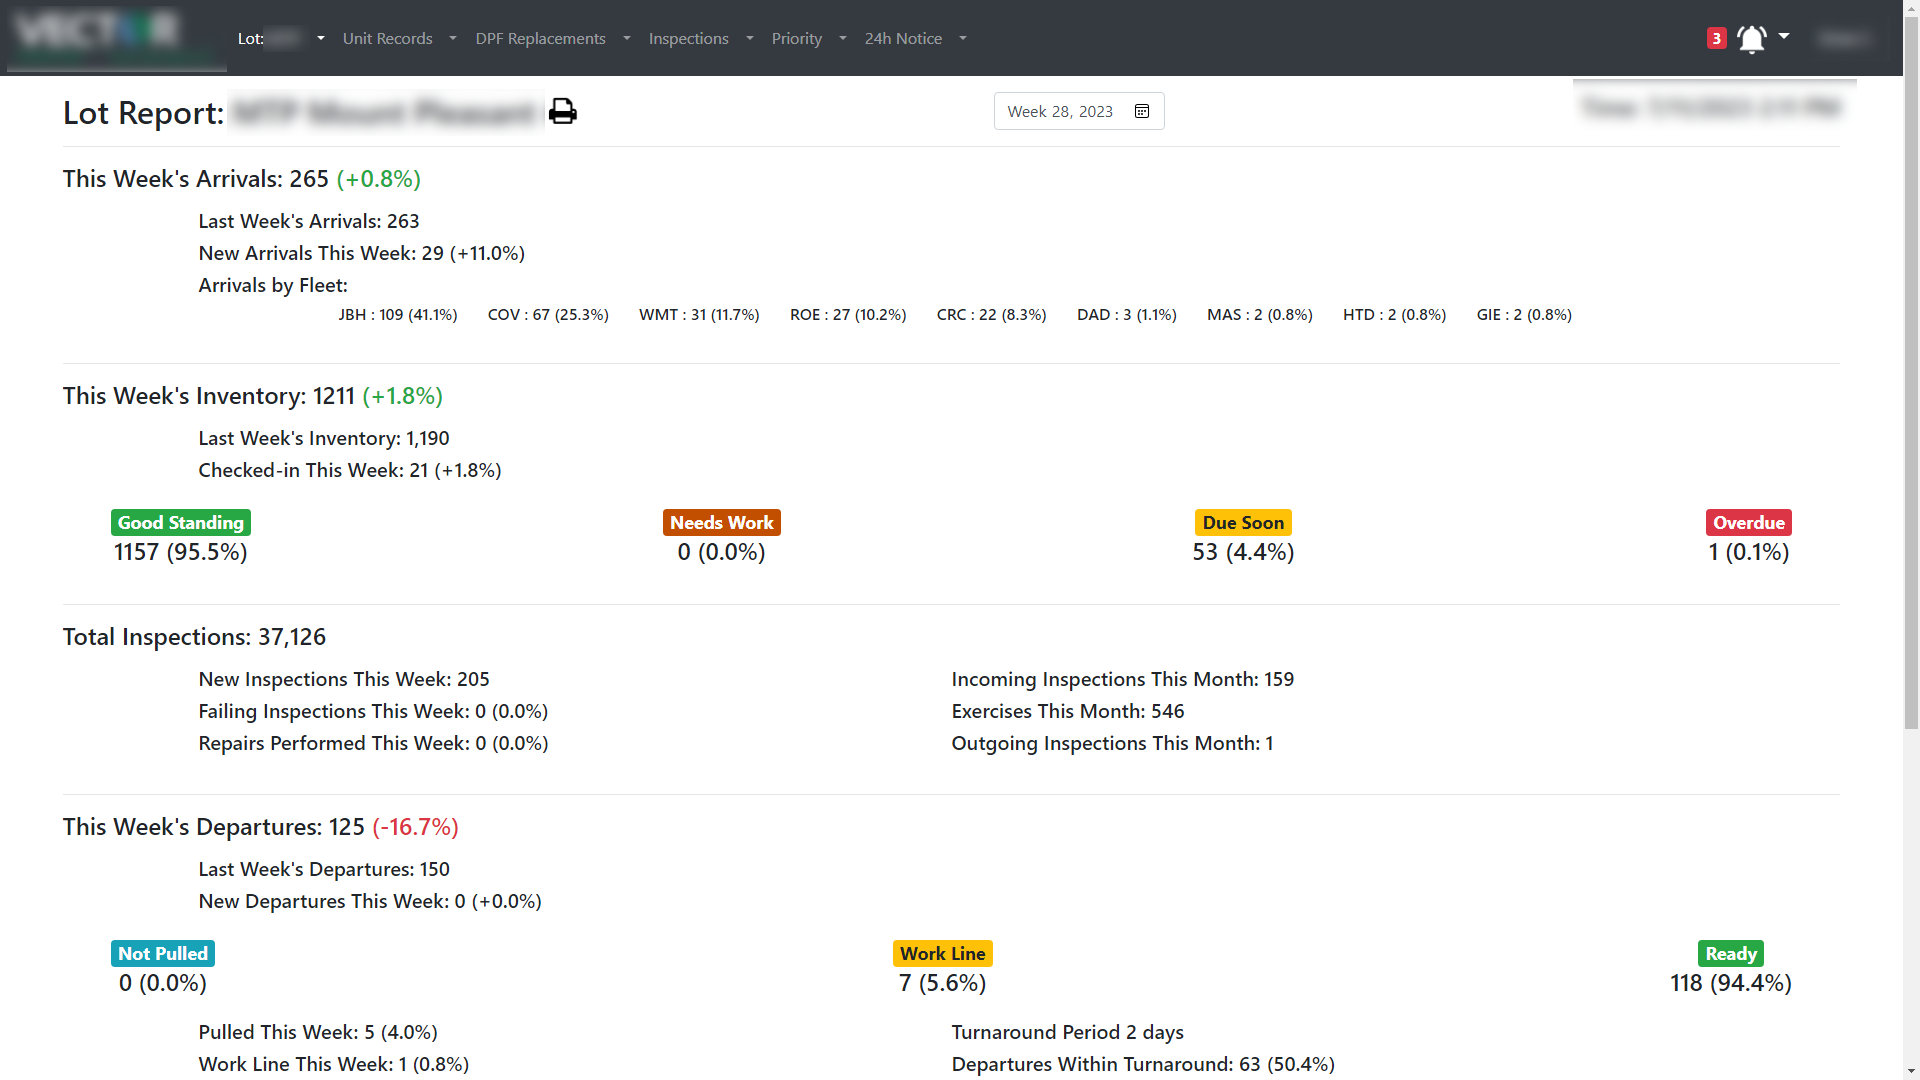 VECTOR
Lot: Unit Records DPF Replacements Inspections Priority 24h Notice 3
Lot Report: MTP Mount Pleasant Week 28, 2023
This Week's Arrivals: 265 (+0.8%)
Last Week's Arrivals: 263
New Arrivals This Week: 29 (+11.0%)
Arrivals by Fleet:
JBH : 109 (41.1%) COV : 67 (25.3%) WMT : 31 (11.7%) ROE : 27 (10.2%) CRC : 22 (8.3%) DAD : 3 (1.1%) MAS : 2 (0.8%) HTD : 2 (0.8%) GIE : 2 (0.8%)
This Week's Inventory: 1211 (+1.8%)
Last Week's Inventory: 1,190
Checked-in This Week: 21 (+1.8%)
Good Standing Needs Work Due Soon Overdue
1157 (95.5%) 0 (0.0%) 53 (4.4%) 1 (0.1%)
Total Inspections: 37,126
New Inspections This Week: 205 Incoming Inspections This Month: 159
Failing Inspections This Week: 0 (0.0%) Exercises This Month: 546
Repairs Performed This Week: 0 (0.0%) Outgoing Inspections This Month: 1
This Week's Departures: 125 (-16.7%)
Last Week's Departures: 150
New Departures This Week: 0 (+0.0%)
Not Pulled Work Line Ready
0 (0.0%) 7 (5.6%) 118 (94.4%)
Pulled This Week: 5 (4.0%) Turnaround Period 2 days
Work Line This Week: 1 (0.8%) Departures Within Turnaround: 63 (50.4%)